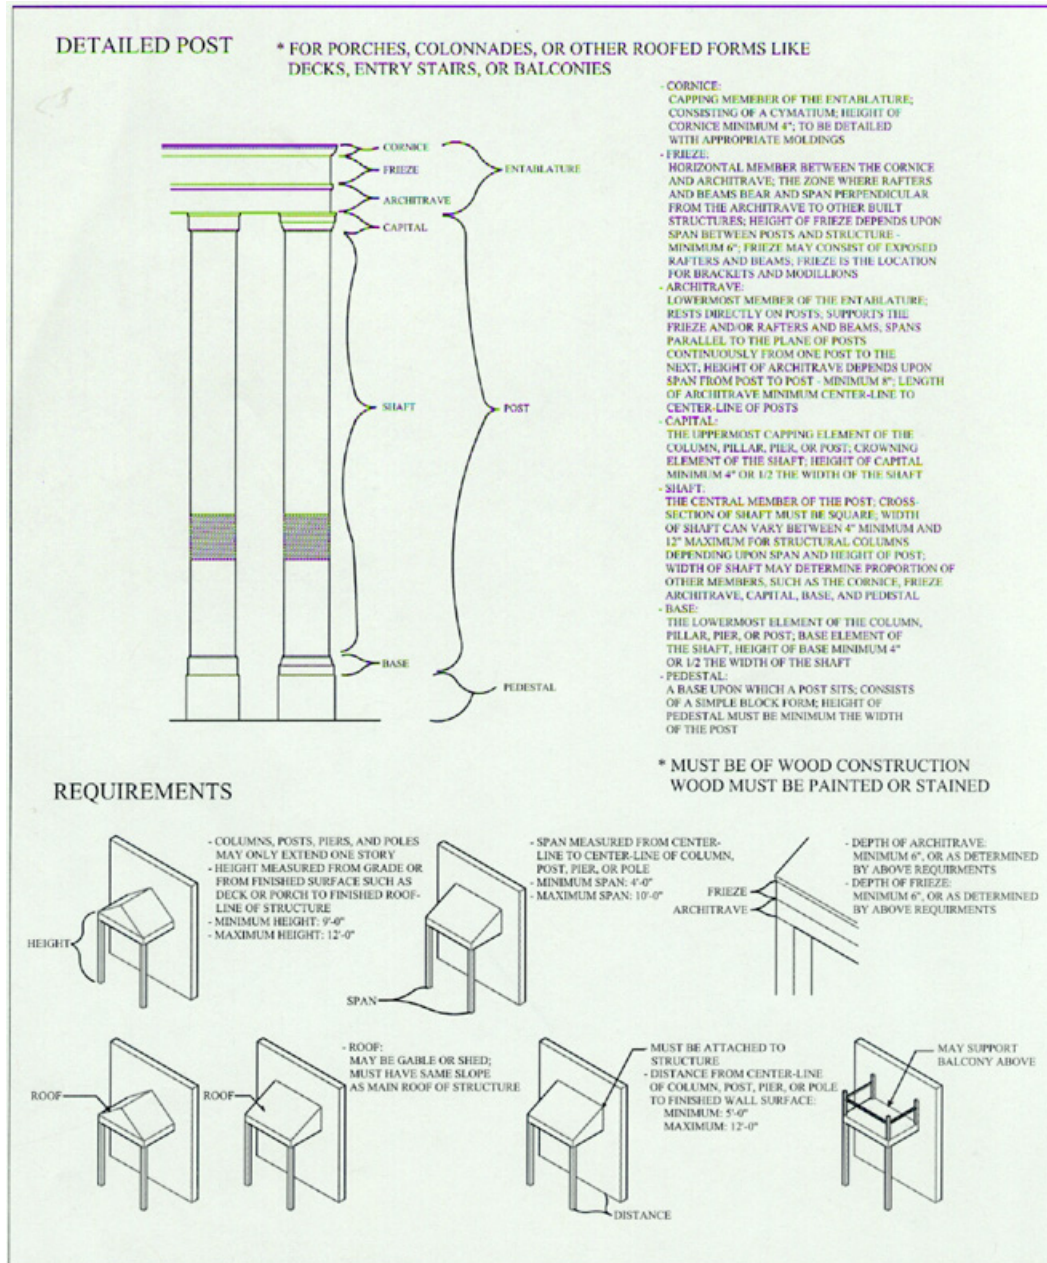 DETAILED POST
* FOR PORCHES, COLONNADES, OR OTHER ROOFED FORMS LIKE
DECKS, ENTRY STAIRS, OR BALCONIES
CORNICE
FRIEZE
ENTABLATURE
ARCHITRAVE
CAPITAL
SHAFT
POST
BASE
PEDESTAL
- CORNICE:
CAPPING MEMEBER OF THE ENTABLATURE;
CONSISTING OF A CYMATIUM; HEIGHT OF
CORNICE MINIMUM 4"; TO BE DETAILED
WITH APPROPRIATE MOLDINGS
- FRIEZE:
HORIZONTAL MEMBER BETWEEN THE CORNICE
AND ARCHITRAVE; THE ZONE WHERE RAFTERS
AND BEAMS BEAR AND SPAN PERPENDICULAR
FROM THE ARCHITRAVE TO OTHER BUILT
STRUCTURES; HEIGHT OF FRIEZE DEPENDS UPON
SPAN BETWEEN POSTS AND STRUCTURE -
MINIMUM 6"; FRIEZE MAY CONSIST OF EXPOSED
RAFTERS AND BEAMS; FRIEZE IS THE LOCATION
FOR BRACKETS AND MODILLIONS
- ARCHITRAVE:
LOWERMOST MEMBER OF THE ENTABLATURE;
RESTS DIRECTLY ON POSTS; SUPPORTS THE
FRIEZE AND/OR RAFTERS AND BEAMS; SPANS
PARALLEL TO THE PLANE OF POSTS
CONTINUOUSLY FROM ONE POST TO THE
NEXT; HEIGHT OF ARCHITRAVE DEPENDS UPON
SPAN FROM POST TO POST - MINIMUM 8"; LENGTH
OF ARCHITRAVE MINIMUM CENTER-LINE TO
CENTER-LINE OF POSTS
- CAPITAL:
THE UPPERMOST CAPPING ELEMENT OF THE
COLUMN, PILLAR, PIER, OR POST; CROWNING
ELEMENT OF THE SHAFT; HEIGHT OF CAPITAL
MINIMUM 4" OR 1/2 THE WIDTH OF THE SHAFT
- SHAFT:
THE CENTRAL MEMBER OF THE POST; CROSS-
SECTION OF SHAFT MUST BE SQUARE; WIDTH
OF SHAFT CAN VARY BETWEEN 4" MINIMUM AND
12" MAXIMUM FOR STRUCTURAL COLUMNS
DEPENDING UPON SPAN AND HEIGHT OF POST;
WIDTH OF SHAFT MAY DETERMINE PROPORTION OF
OTHER MEMBERS, SUCH AS THE CORNICE, FRIEZE
ARCHITRAVE, CAPITAL, BASE, AND PEDISTAL
- BASE:
THE LOWERMOST ELEMENT OF THE COLUMN,
PILLAR, PIER, OR POST; BASE ELEMENT OF
THE SHAFT, HEIGHT OF BASE MINIMUM 4"
OR 1/2 THE WIDTH OF THE SHAFT
- PEDESTAL:
A BASE UPON WHICH A POST SITS; CONSISTS
OF A SIMPLE BLOCK FORM; HEIGHT OF
PEDESTAL MUST BE MINIMUM THE WIDTH
OF THE POST
* MUST BE OF WOOD CONSTRUCTION
WOOD MUST BE PAINTED OR STAINED
REQUIREMENTS
HEIGHT
- COLUMNS, POSTS, PIERS, AND POLES
MAY ONLY EXTEND ONE STORY
- HEIGHT MEASURED FROM GRADE OR
FROM FINISHED SURFACE SUCH AS
DECK OR PORCH TO FINISHED ROOF-
LINE OF STRUCTURE
- MINIMUM HEIGHT: 9'-0"
- MAXIMUM HEIGHT: 12'-0"
SPAN
- SPAN MEASURED FROM CENTER-
LINE TO CENTER-LINE OF COLUMN,
POST, PIER, OR POLE
- MINIMUM SPAN: 4'-0"
- MAXIMUM SPAN: 10'-0"
FRIEZE
ARCHITRAVE
- DEPTH OF ARCHITRAVE:
MINIMUM 6", OR AS DETERMINED
BY ABOVE REQUIRMENTS
- DEPTH OF FRIEZE:
MINIMUM 6", OR AS DETERMINED
BY ABOVE REQUIRMENTS
ROOF
ROOF
- ROOF:
MAY BE GABLE OR SHED;
MUST HAVE SAME SLOPE
AS MAIN ROOF OF STRUCTURE
- MUST BE ATTACHED TO
STRUCTURE
- DISTANCE FROM CENTER-LINE
OF COLUMN, POST, PIER, OR POLE
TO FINISHED WALL SURFACE:
MINIMUM: 5'-0"
MAXIMUM: 12'-0"
DISTANCE
- MAY SUPPORT
BALCONY ABOVE